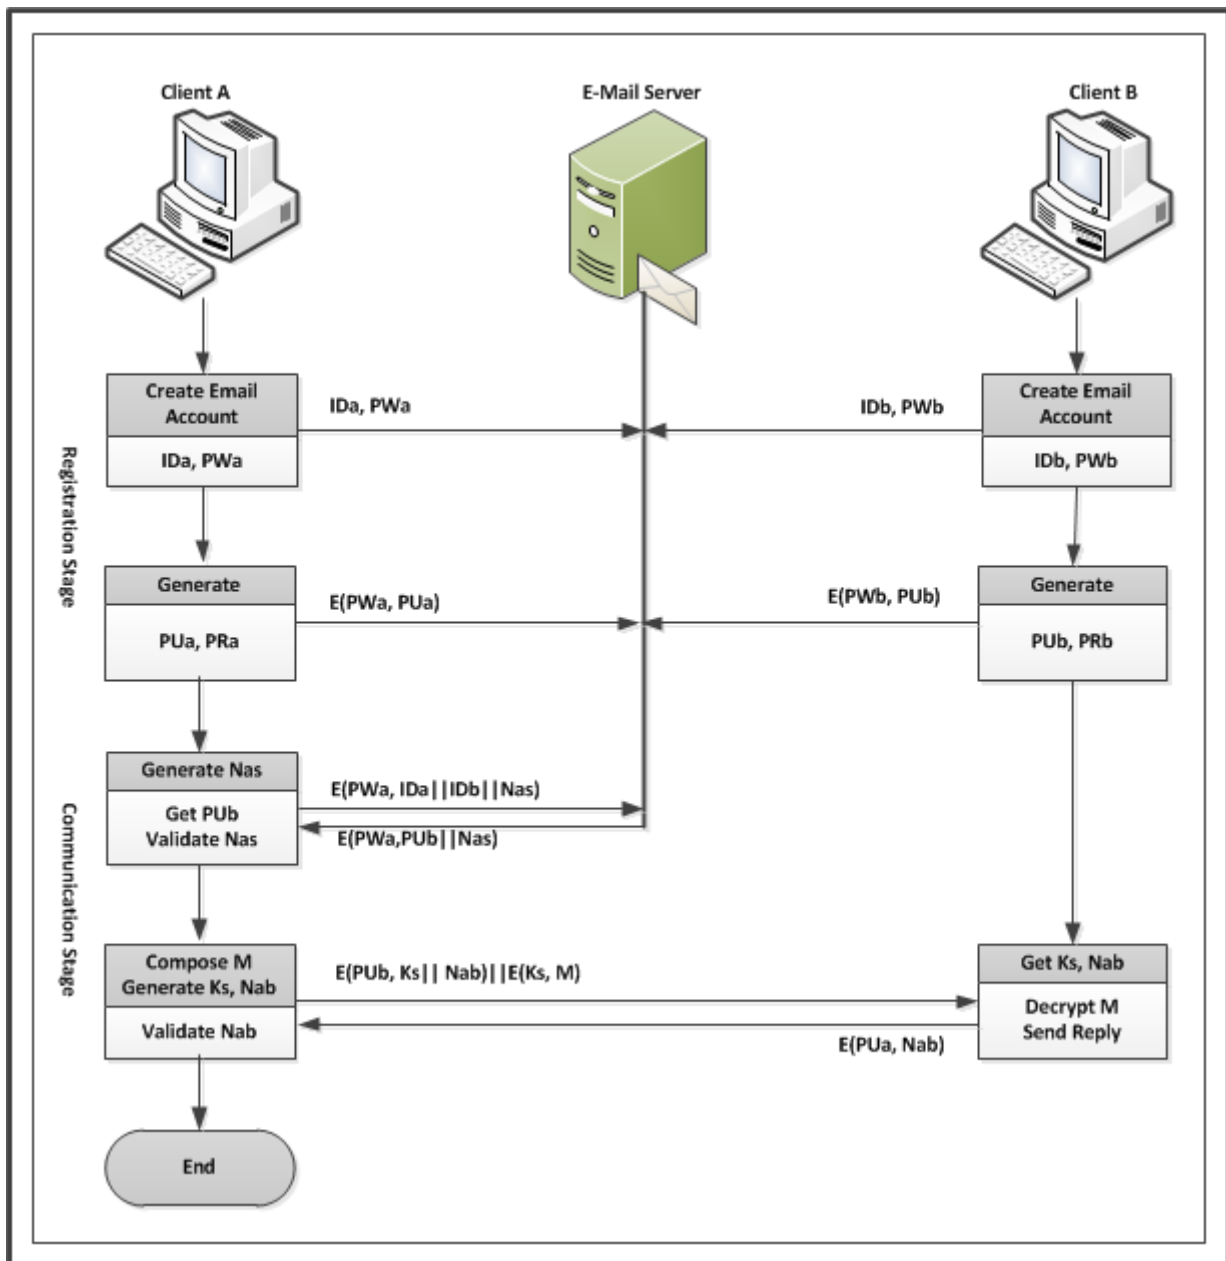 Client A
E-Mail Server
Client B
Create Email
Account
IDa, PWa
IDa, PWa
IDb, PWb
Create Email
Account
IDb, PWb
Registration Stage
Generate
PUa, PRa
E(PWa, PUa)
E(PWb, PUb)
Generate
PUb, PRb
Communication Stage
Generate Nas
Get PUb
Validate Nas
E(PWa, IDa||IDb||Nas)
E(PWa,PUb||Nas)
Compose M
Generate Ks, Nab
Validate Nab
E(PUb, Ks|| Nab)||E(Ks, M)
E(PUa, Nab)
Get Ks, Nab
Decrypt M
Send Reply
End